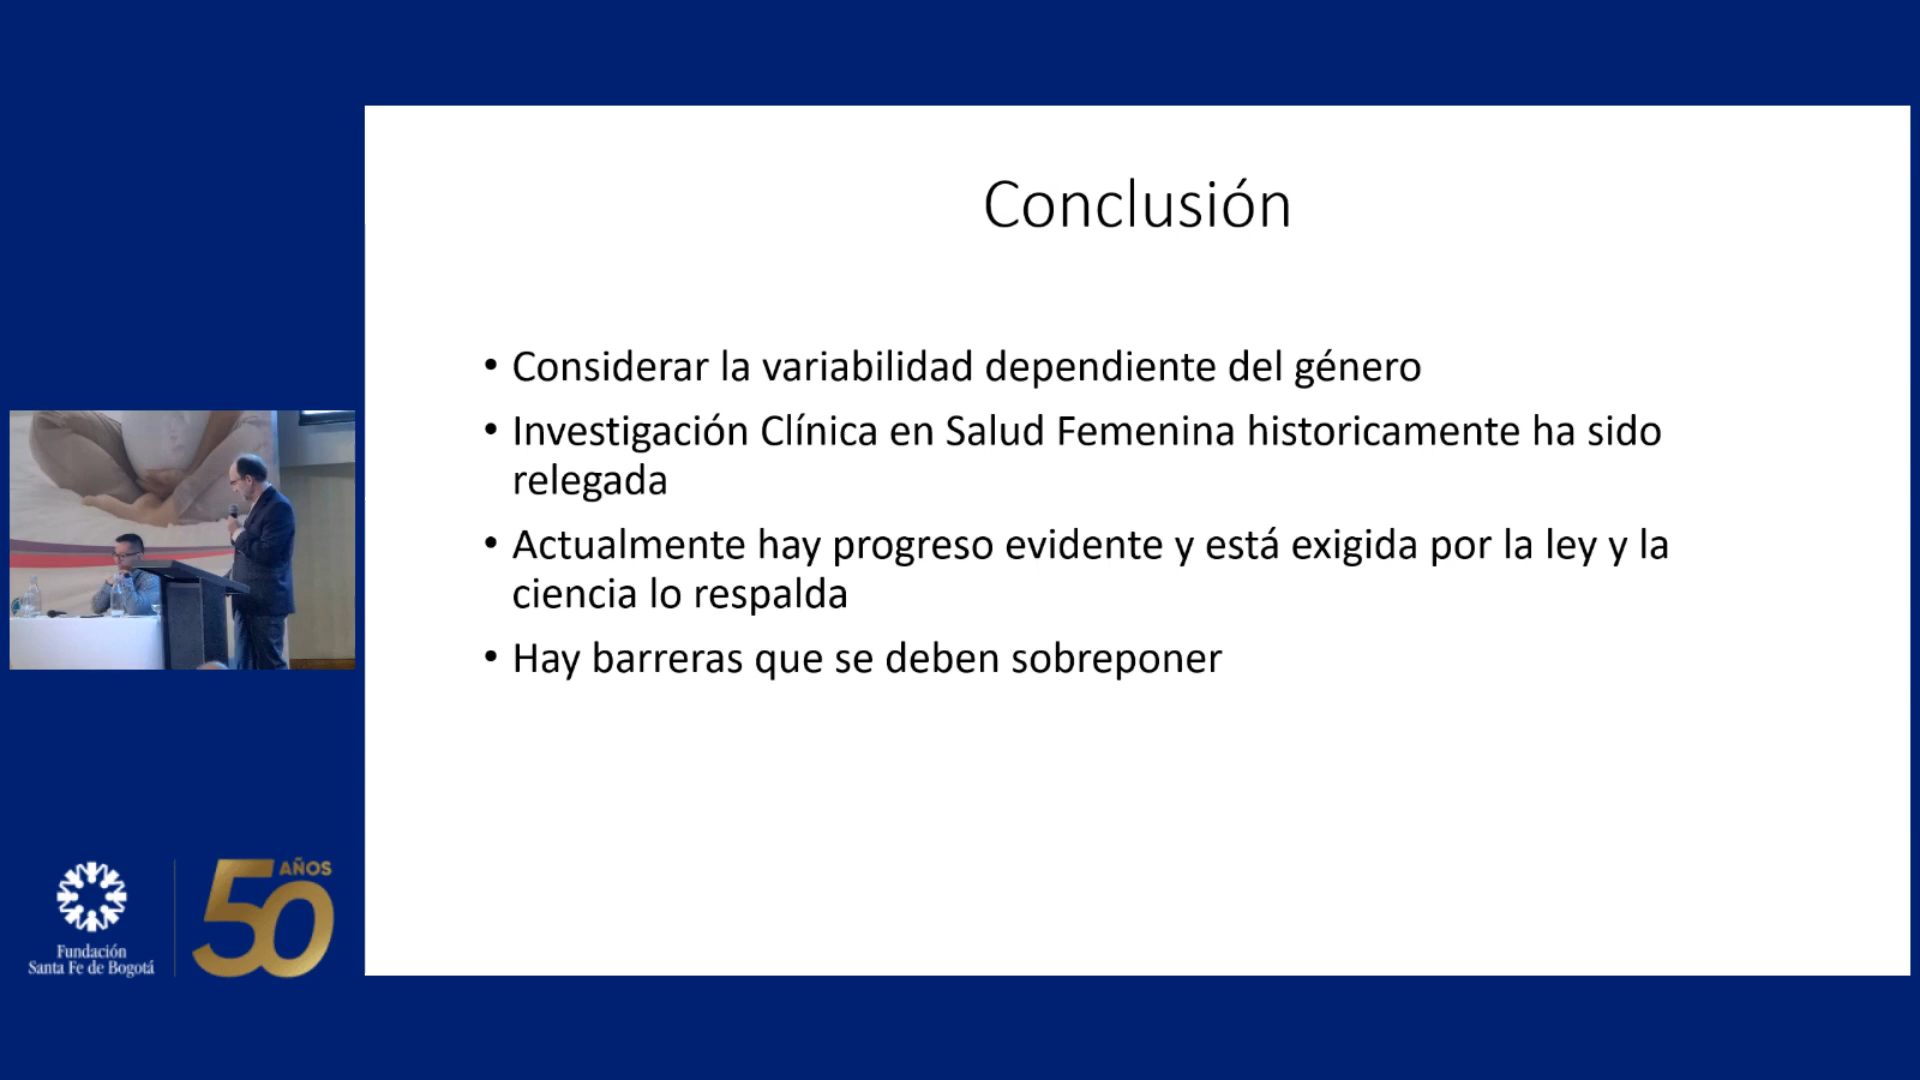 Conclusión
• Considerar la variabilidad dependiente del género
• Investigación Clínica en Salud Femenina historicamente ha sido
relegada
• Actualmente hay progreso evidente y está exigida por la ley y la
ciencia lo respalda
• Hay barreras que se deben sobreponer
Fundación
Santa Fe de Bogotá
50 AÑOS